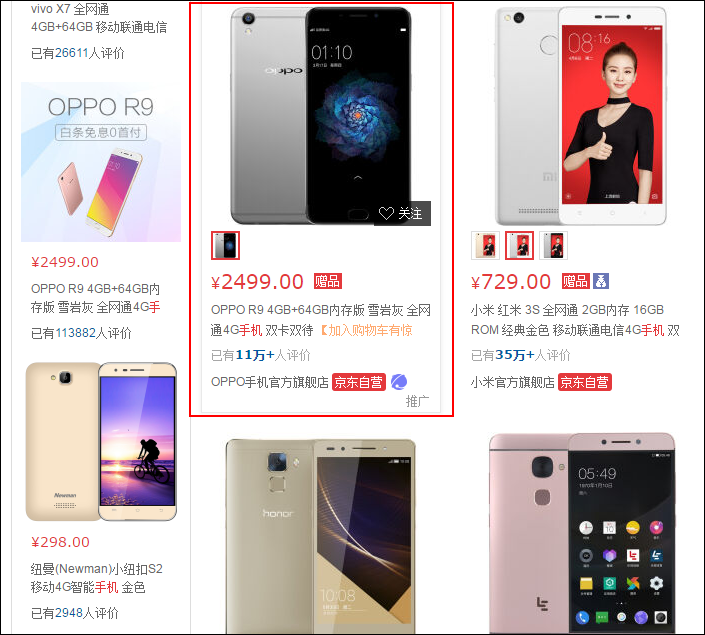 vivo X7 全网通
4GB+64GB 移动联通电信
已有26611人评价
OPPO R9
白条免息0首付
¥2499.00
OPPO R9 4GB+64GB内
存版 雪岩灰 全网通4G手
已有113882人评价
Newman
¥298.00
纽曼(Newman)小纽扣S2
移动4G智能手机 金色
已有2948人评价
oppo
01:10
关注
¥2499.00 赠品
OPPO R9 4GB+64GB内存版 雪岩灰 全网
通4G手机 双卡双待 【加入购物车有惊
已有11万+人评价
OPPO手机官方旗舰店 京东自营
推广
honor
10:08
08:16
mi
¥729.00 赠品
小米 红米 3S 全网通 2GB内存 16GB
ROM 经典金色 移动联通电信4G手机 双
已有35万+人评价
小米官方旗舰店 京东自营
05:49